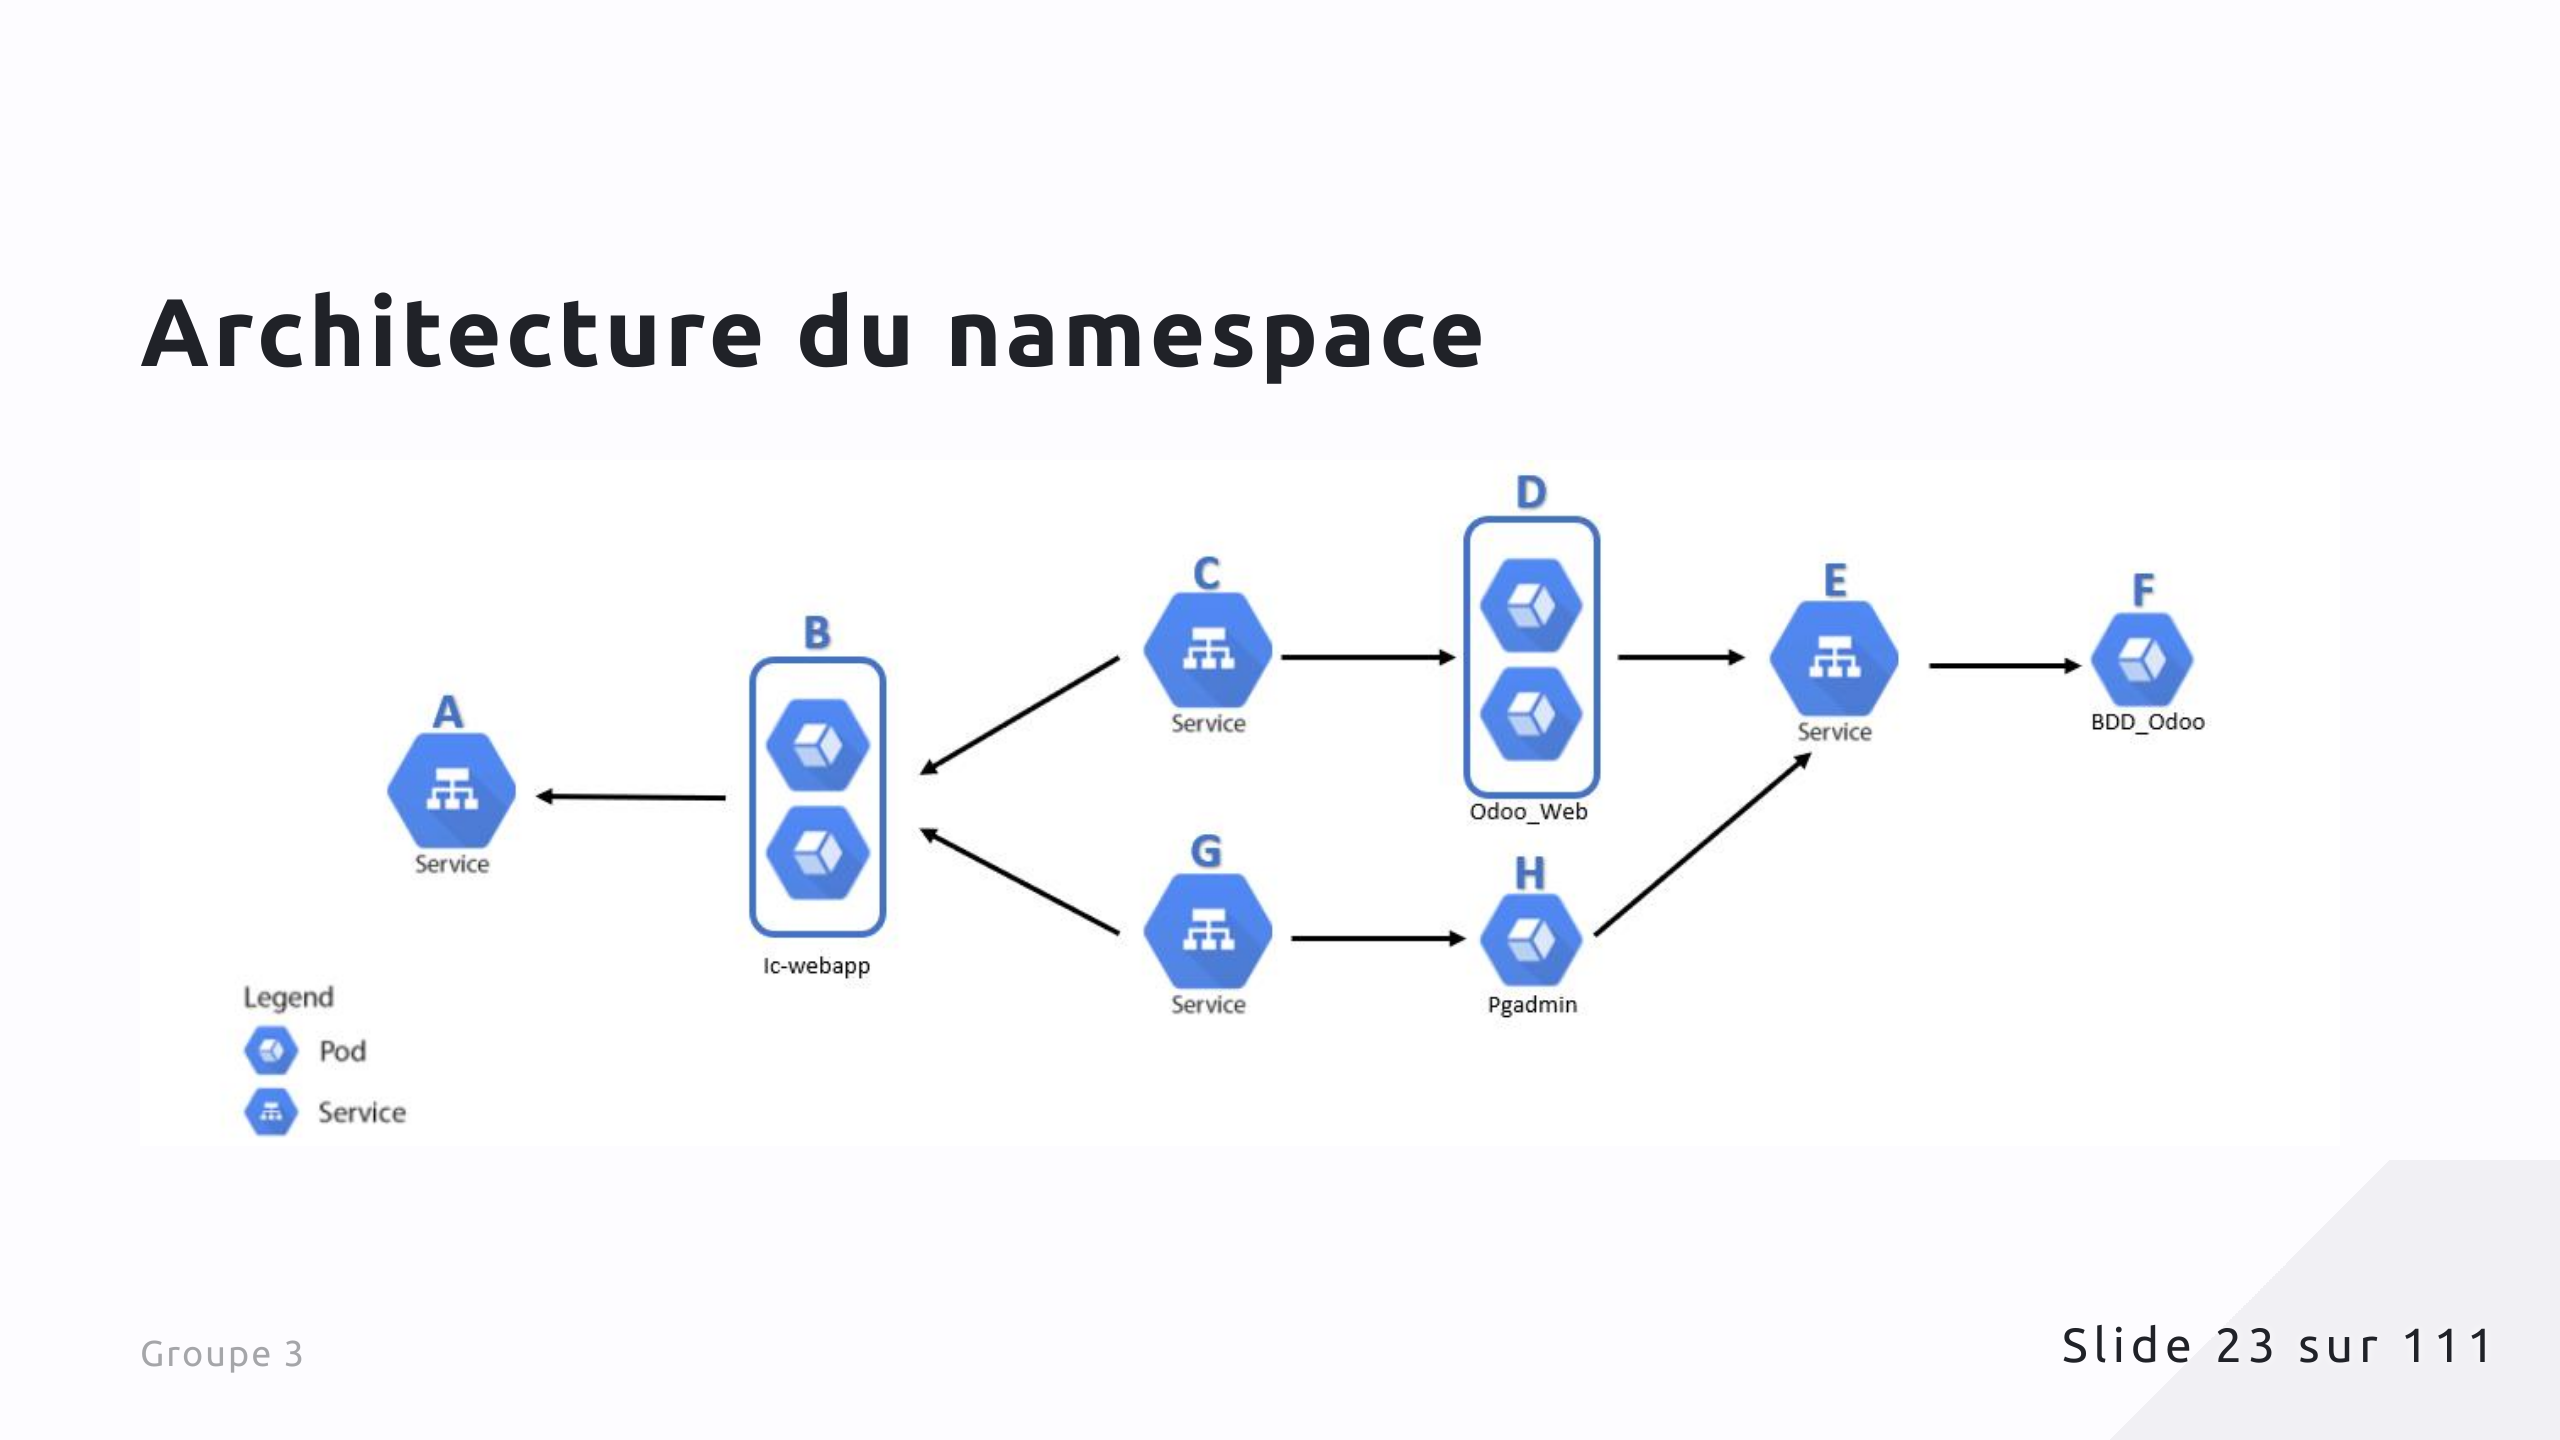 Architecture du namespace
D
C
E
F
B
A
Service
Service
BDD_Odoo
Odoo_Web
G
H
Service
Ic-webapp
Service
Pgadmin
Legend
Pod
Service
Groupe 3
Slide 23 sur 111